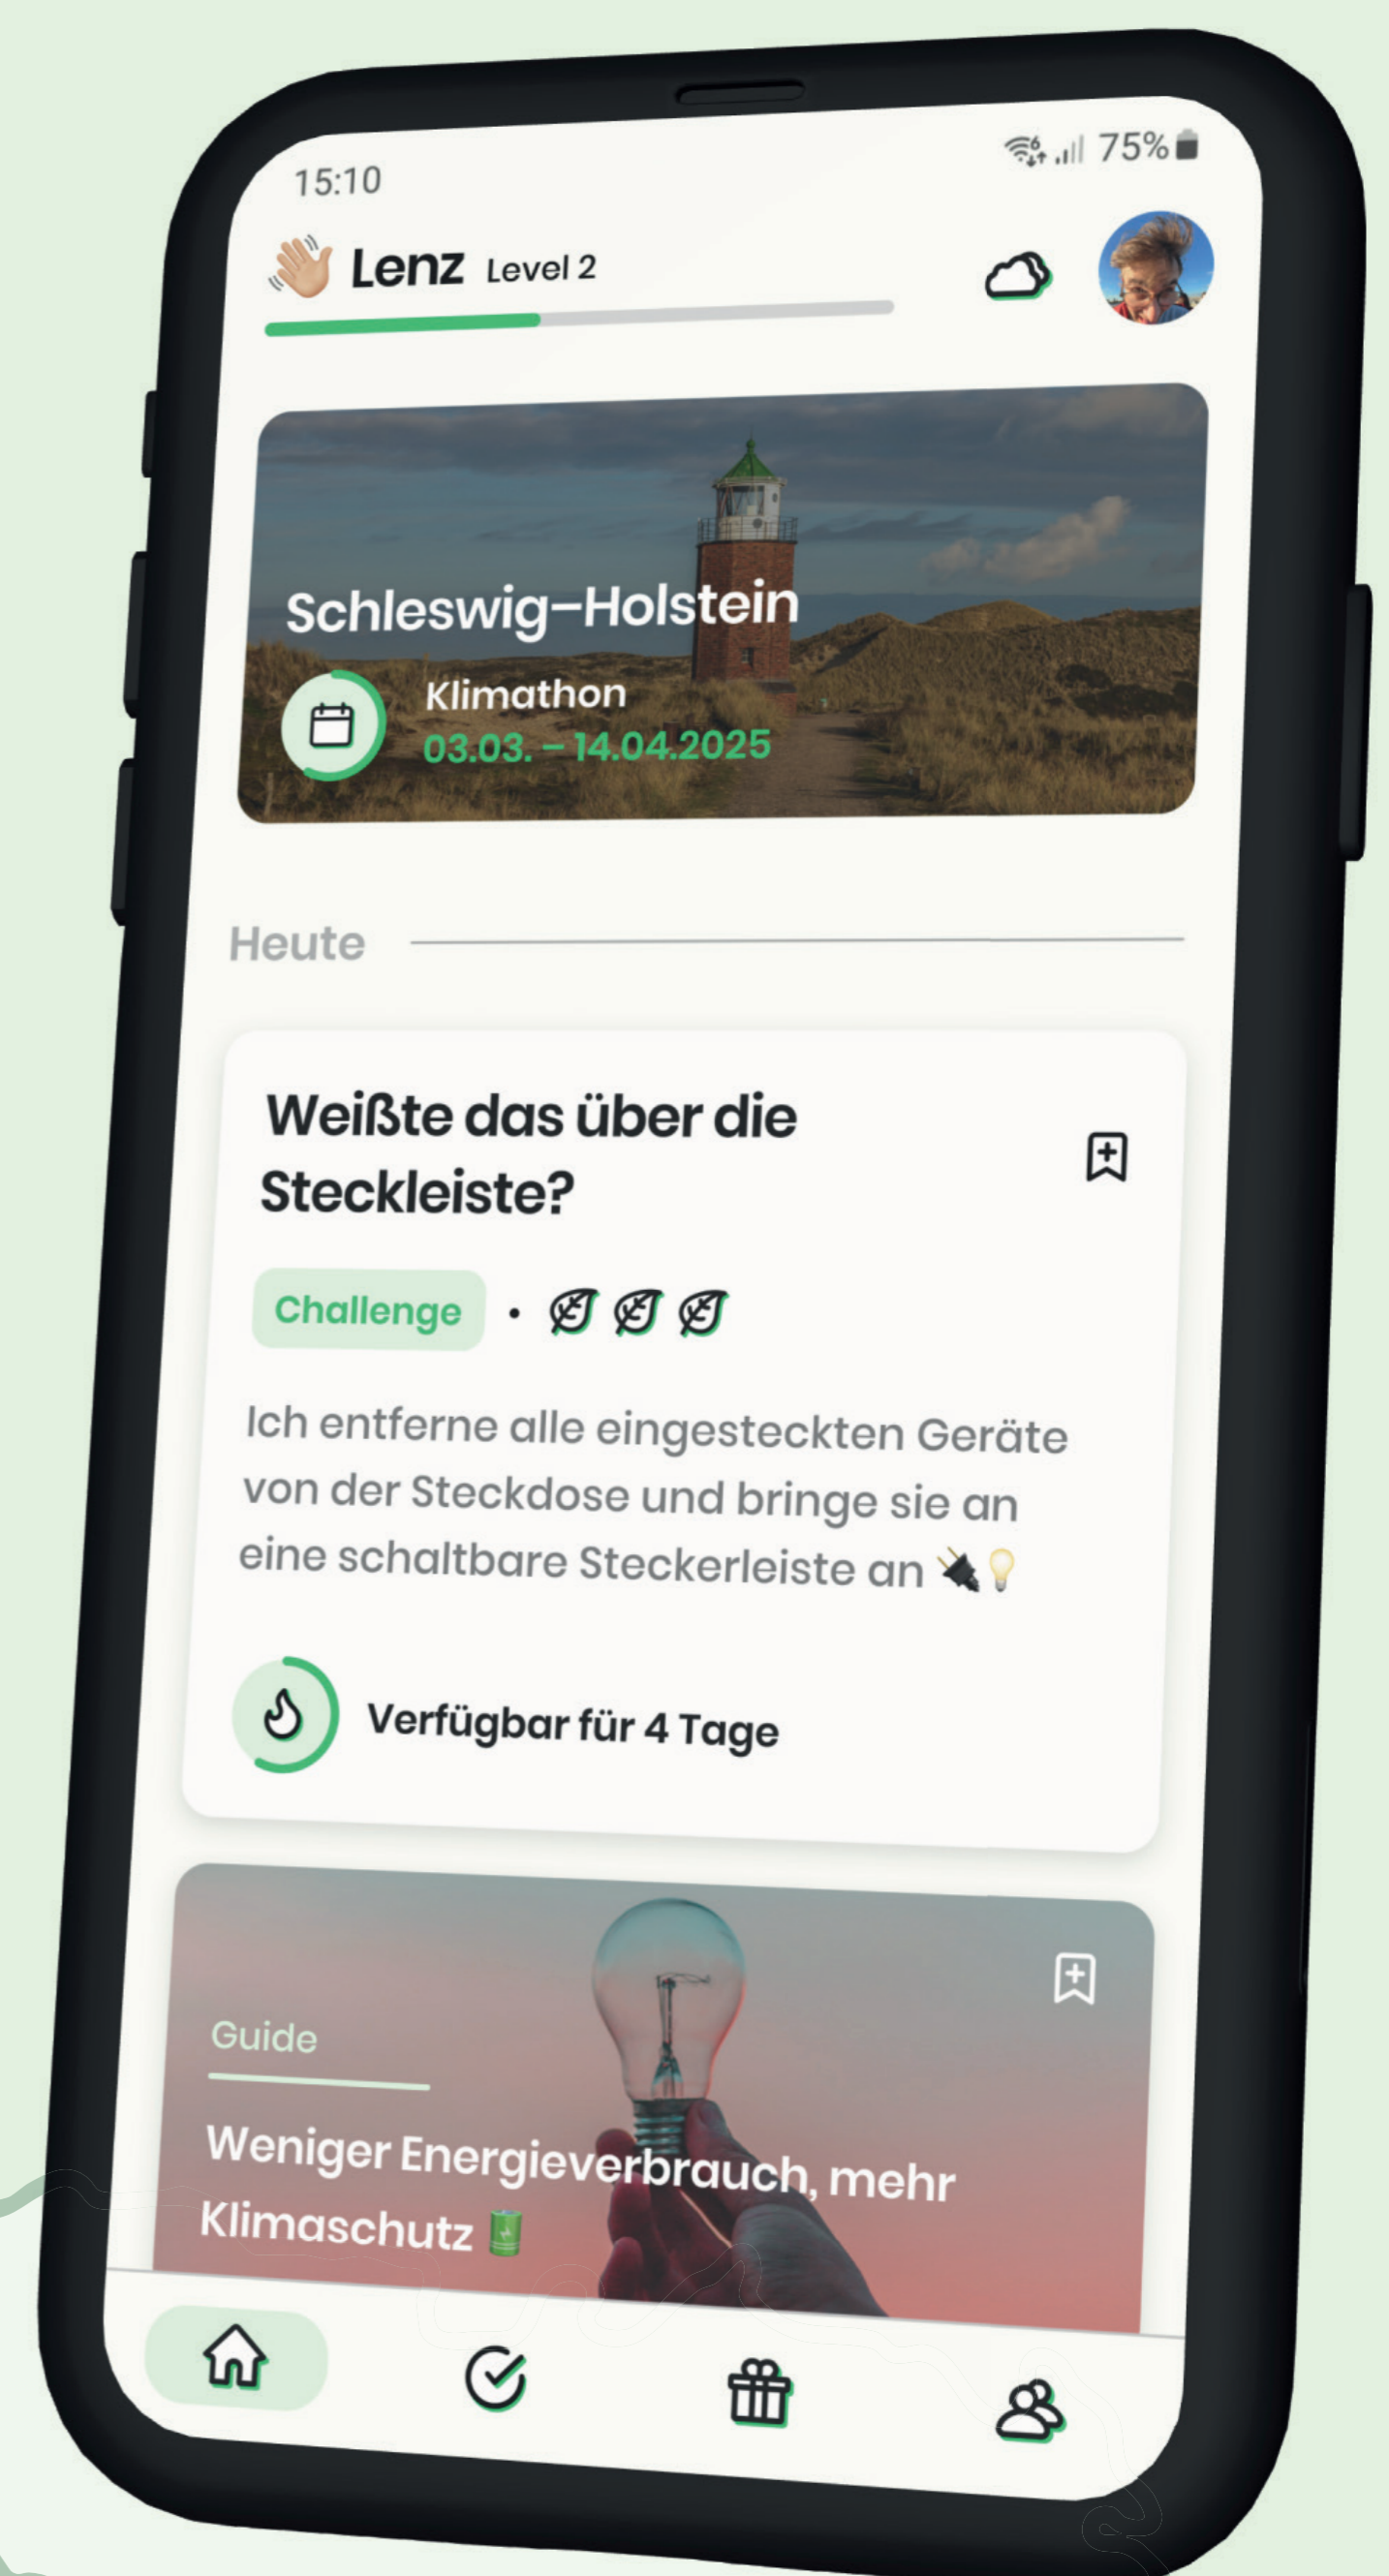 15:10
75%
👋🏼 Lenz Level 2
Schleswig–Holstein
Klimathon
03.03. – 14.04.2025
Heute
Weißte das über die
Steckleiste?
Challenge •
Ich entferne alle eingesteckten Geräte
von der Steckdose und bringe sie an
eine schaltbare Steckerleiste an 🔌💡
Verfügbar für 4 Tage
Guide
Weniger Energieverbrauch, mehr
Klimaschutz 🔋